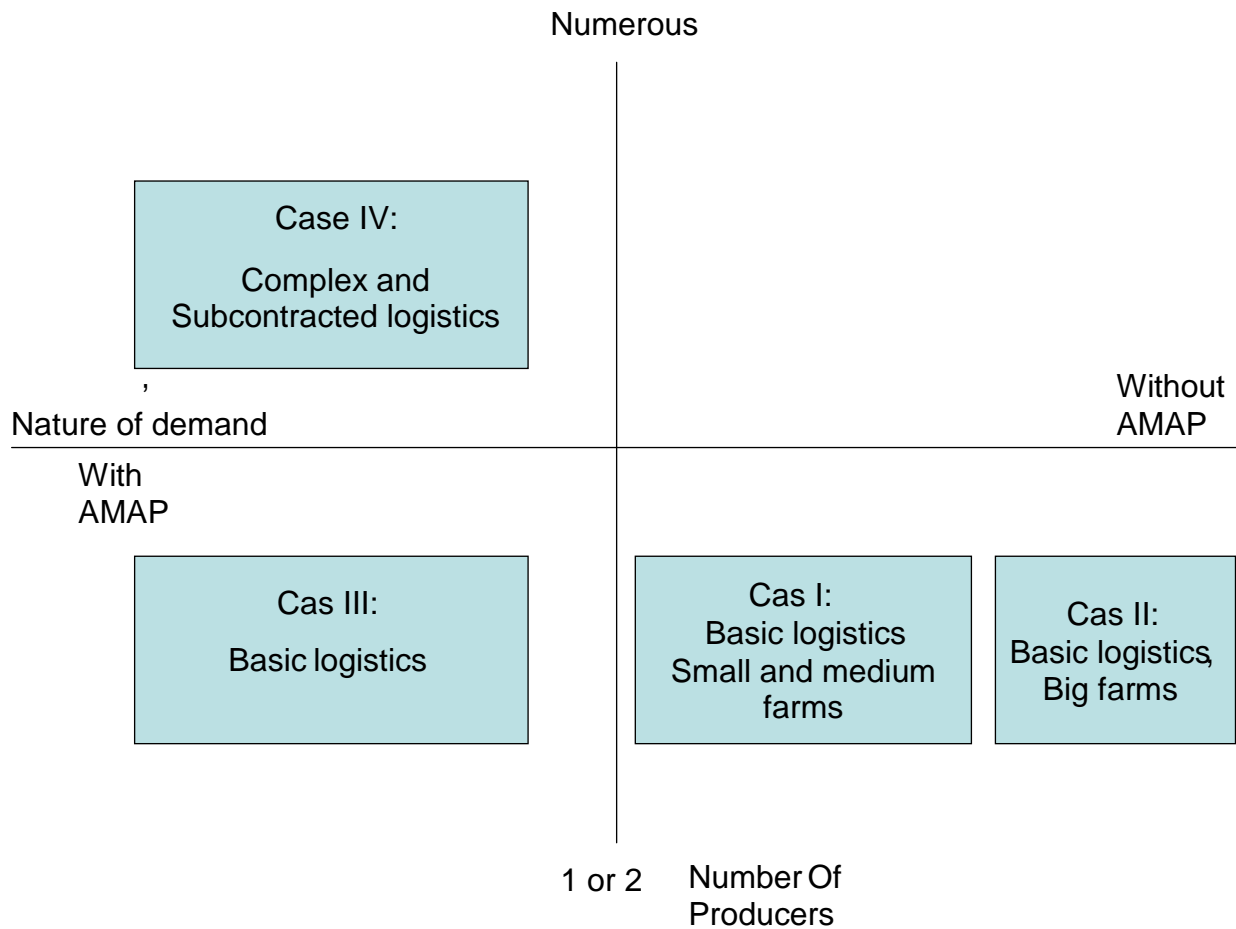 Numerous
Case IV:
Complex and
Subcontracted logistics
,
Without
AMAP
Nature of demand
With
AMAP
Cas III:
Basic logistics
Cas I:
Basic logistics
Small and medium
farms
Cas II:
Basic logistics,
Big farms
1 or 2
Number Of
Producers